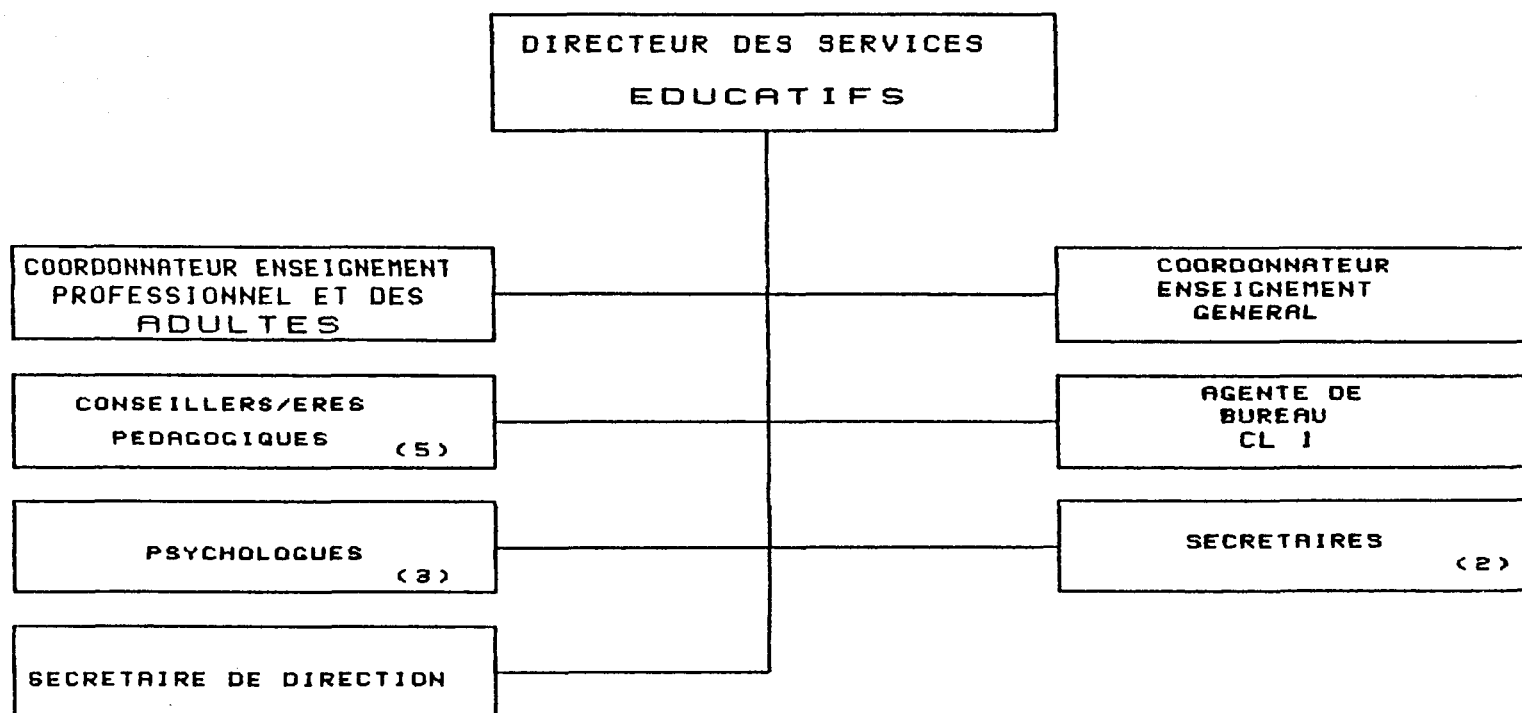 DIRECTEUR DES SERVICES
EDUCATIFS
COORDONNATEUR ENSEIGNEMENT
PROFESSIONNEL ET DES
ADULTES
COORDONNATEUR
ENSEIGNEMENT
GENERAL
CONSEILLERS/ERES
PEDAGOGIQUES (5)
AGENTE DE
BUREAU
CL 1
PSYCHOLOGUES
(3)
SECRETAIRES
(2)
SECRETAIRE DE DIRECTION